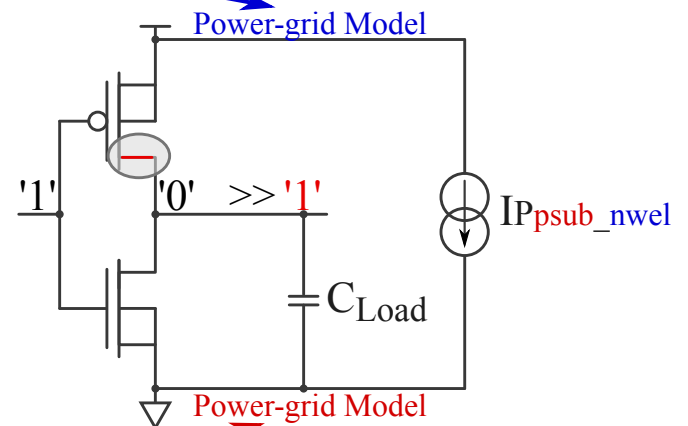 Power-grid Model
'1' '0' >> '1'
IPpsub_nwel
CLoad
Power-grid Model